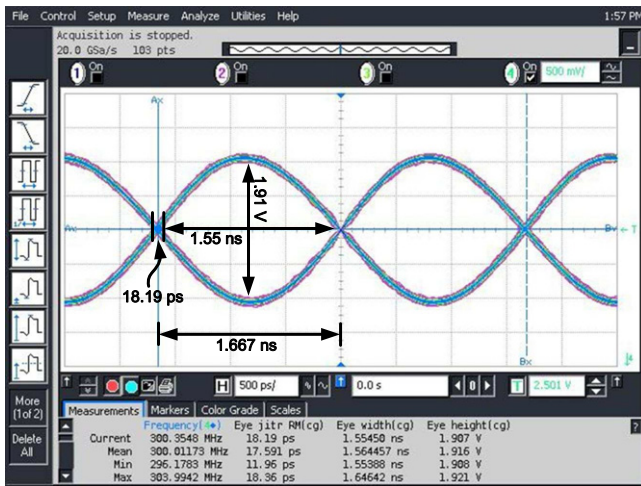 File Control Setup Measure Analyze Utilities Help 1:57 PM
Acquisition is stopped.
20.0 GSa/s 103 pts
1 On 2 On 3 On 4 On 500 mV/
Ax
1.91 V
Ax By T
1.55 ns
18.19 ps
1.667 ns
Bx
More
(1 of 2)
Delete
All
H 500 ps/ 0.0 s 0 T 2.501 V
Measurements Markers Color Grade Scales
Frequency(4) Eye jitr RM(cg) Eye width(cg) Eye height(cg)
Current 300.3548 MHz 18.19 ps 1.55450 ns 1.907 V
Mean 300.01173 MHz 17.591 ps 1.564457 ns 1.916 V
Min 296.1783 MHz 11.96 ps 1.55388 ns 1.908 V
Max 303.9942 MHz 18.36 ps 1.64642 ns 1.921 V